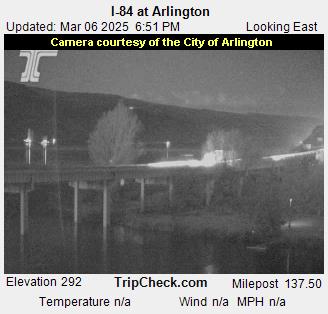 I-84 at Arlington
Updated: Mar 06 2025 6:51 PM Looking East
Camera courtesy of the City of Arlington
Elevation 292 TripCheck.com Milepost 137.50
Temperature n/a Wind n/a MPH n/a